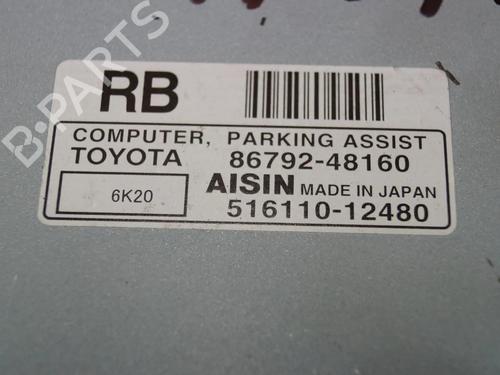 RB
COMPUTER, PARKING ASSIST
TOYOTA 86792-48160
6K20 AISIN MADE IN JAPAN
516110-12480
B-PARTS